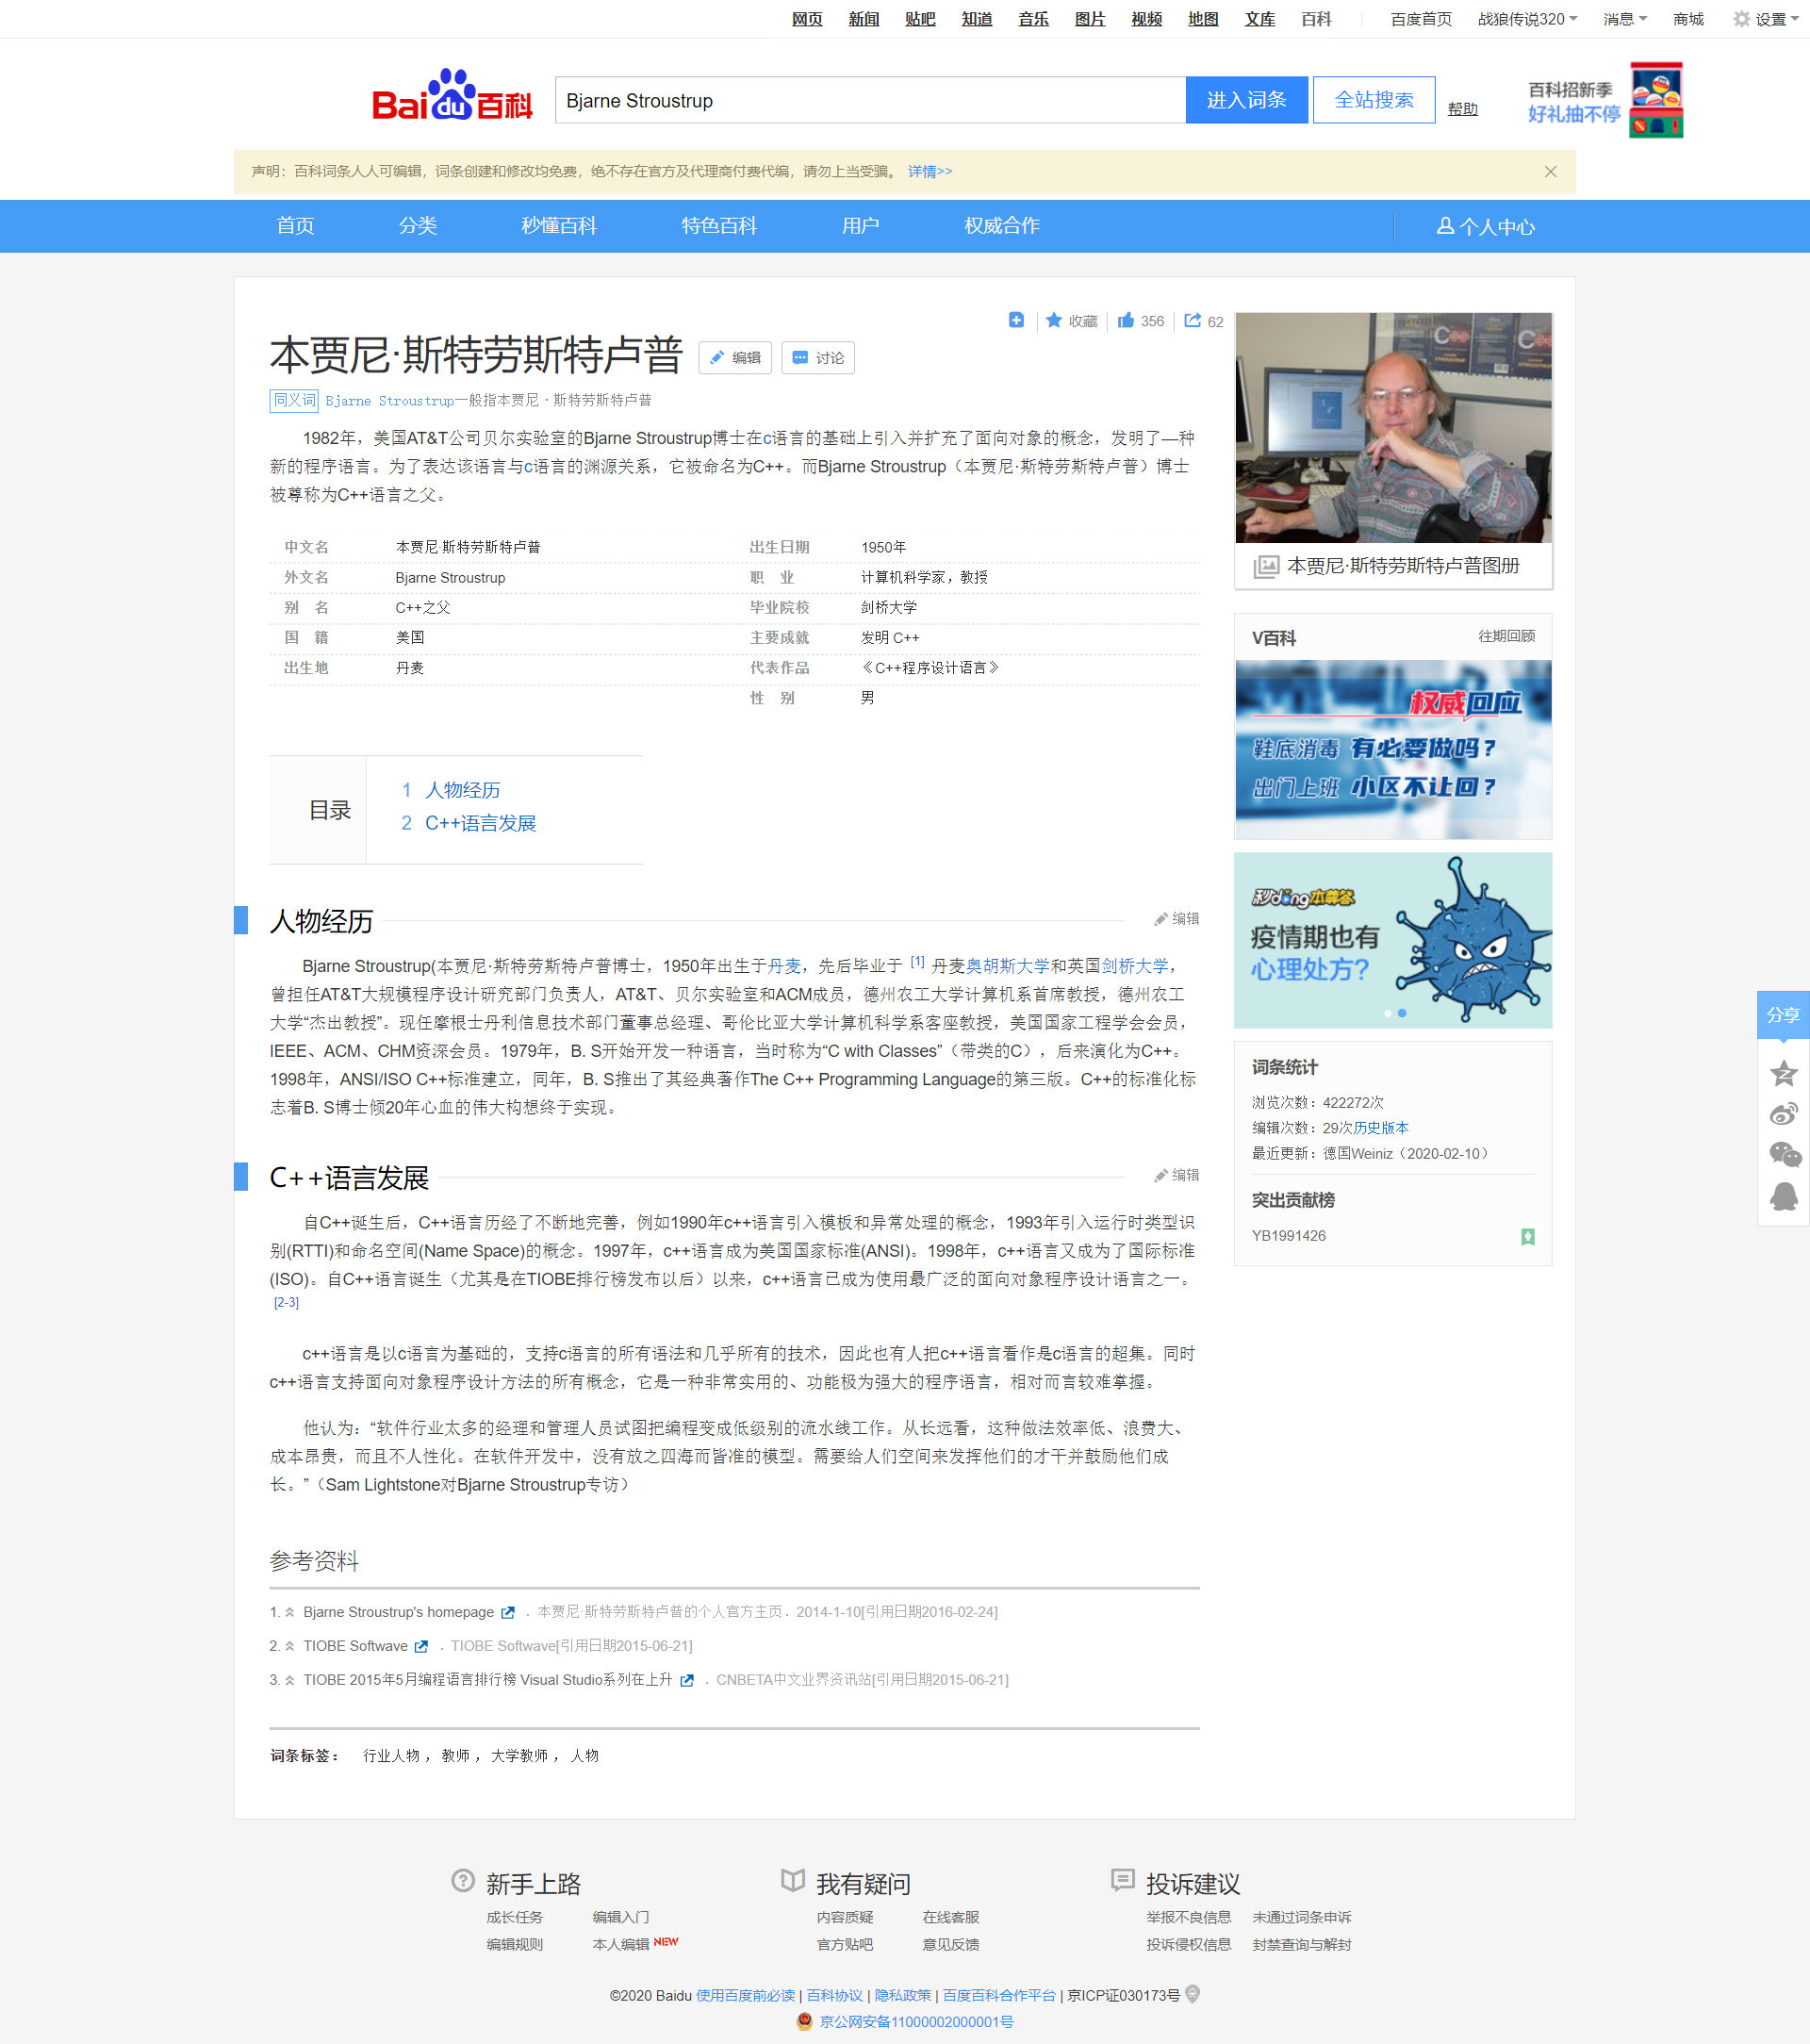 网页 新闻 贴吧 知道 音乐 图片 视频 地图 文库 百科 百度首页 战狼传说320 消息 商城 设置
Baidu百科 Bjarne Stroustrup 进入词条 全站搜索 帮助
百科招新季
好礼抽不停
声明：百科词条人人可编辑，词条创建和修改均免费，绝不存在官方及代理商付费代编，请勿上当受骗。 详情>>
首页 分类 秒懂百科 特色百科 用户 权威合作 个人中心
收藏 356 62
本贾尼·斯特劳斯特卢普 编辑 讨论
同义词 Bjarne Stroustrup一般指本贾尼·斯特劳斯特卢普
1982年，美国AT&T公司贝尔实验室的Bjarne Stroustrup博士在c语言的基础上引入并扩充了面向对象的概念，发明了—种
新的程序语言。为了表达该语言与c语言的渊源关系，它被命名为C++。而Bjarne Stroustrup（本贾尼·斯特劳斯特卢普）博士
被尊称为C++语言之父。
中文名 本贾尼·斯特劳斯特卢普 出生日期 1950年
外文名 Bjarne Stroustrup 职 业 计算机科学家，教授
别 名 C++之父 毕业院校 剑桥大学
国 籍 美国 主要成就 发明 C++
出生地 丹麦 代表作品 《C++程序设计语言》
性 别 男
目录
1 人物经历
2 C++语言发展
人物经历 编辑
Bjarne Stroustrup(本贾尼·斯特劳斯特卢普博士，1950年出生于丹麦，先后毕业于 [1] 丹麦奥胡斯大学和英国剑桥大学，
曾担任AT&T大规模程序设计研究部门负责人，AT&T、贝尔实验室和ACM成员，德州农工大学计算机系首席教授，德州农工
大学“杰出教授”。现任摩根士丹利信息技术部门董事总经理、哥伦比亚大学计算机科学系客座教授，美国国家工程学会会员，
IEEE、ACM、CHM资深会员。1979年，B. S开始开发一种语言，当时称为“C with Classes”（带类的C），后来演化为C++。
1998年，ANSI/ISO C++标准建立，同年，B. S推出了其经典著作The C++ Programming Language的第三版。C++的标准化标
志着B. S博士倾20年心血的伟大构想终于实现。
C++语言发展 编辑
自C++诞生后，C++语言历经了不断地完善，例如1990年c++语言引入模板和异常处理的概念，1993年引入运行时类型识
别(RTTI)和命名空间(Name Space)的概念。1997年，c++语言成为美国国家标准(ANSI)。1998年，c++语言又成为了国际标准
(ISO)。自C++语言诞生（尤其是在TIOBE排行榜发布以后）以来，c++语言已成为使用最广泛的面向对象程序设计语言之一。
[2-3]
c++语言是以c语言为基础的，支持c语言的所有语法和几乎所有的技术，因此也有人把c++语言看作是c语言的超集。同时
c++语言支持面向对象程序设计方法的所有概念，它是一种非常实用的、功能极为强大的程序语言，相对而言较难掌握。
他认为：“软件行业太多的经理和管理人员试图把编程变成低级别的流水线工作。从长远看，这种做法效率低、浪费大、
成本昂贵，而且不人性化。在软件开发中，没有放之四海而皆准的模型。需要给人们空间来发挥他们的才干并鼓励他们成
长。”（Sam Lightstone对Bjarne Stroustrup专访）
参考资料
1. Bjarne Stroustrup's homepage ．本贾尼·斯特劳斯特卢普的个人官方主页．2014-1-10[引用日期2016-02-24]
2. TIOBE Softwave ．TIOBE Softwave[引用日期2015-06-21]
3. TIOBE 2015年5月编程语言排行榜 Visual Studio系列在上升 ．CNBETA中文业界资讯站[引用日期2015-06-21]
词条标签： 行业人物 ， 教师 ， 大学教师 ， 人物
本贾尼·斯特劳斯特卢普图册
V百科 往期回顾
权威回应
鞋底消毒 有必要做吗？
出门上班 小区不让回？
秒dǒng本尊答
疫情期也有
心理处方？
词条统计
浏览次数：422272次
编辑次数：29次历史版本
最近更新：德国Weiniz（2020-02-10）
突出贡献榜
YB1991426
分享
新手上路 我有疑问 投诉建议
成长任务 编辑入门 内容质疑 在线客服 举报不良信息 未通过词条申诉
编辑规则 本人编辑 NEW 官方贴吧 意见反馈 投诉侵权信息 封禁查询与解封
©2020 Baidu 使用百度前必读 | 百科协议 | 隐私政策 | 百度百科合作平台 | 京ICP证030173号
京公网安备11000002000001号